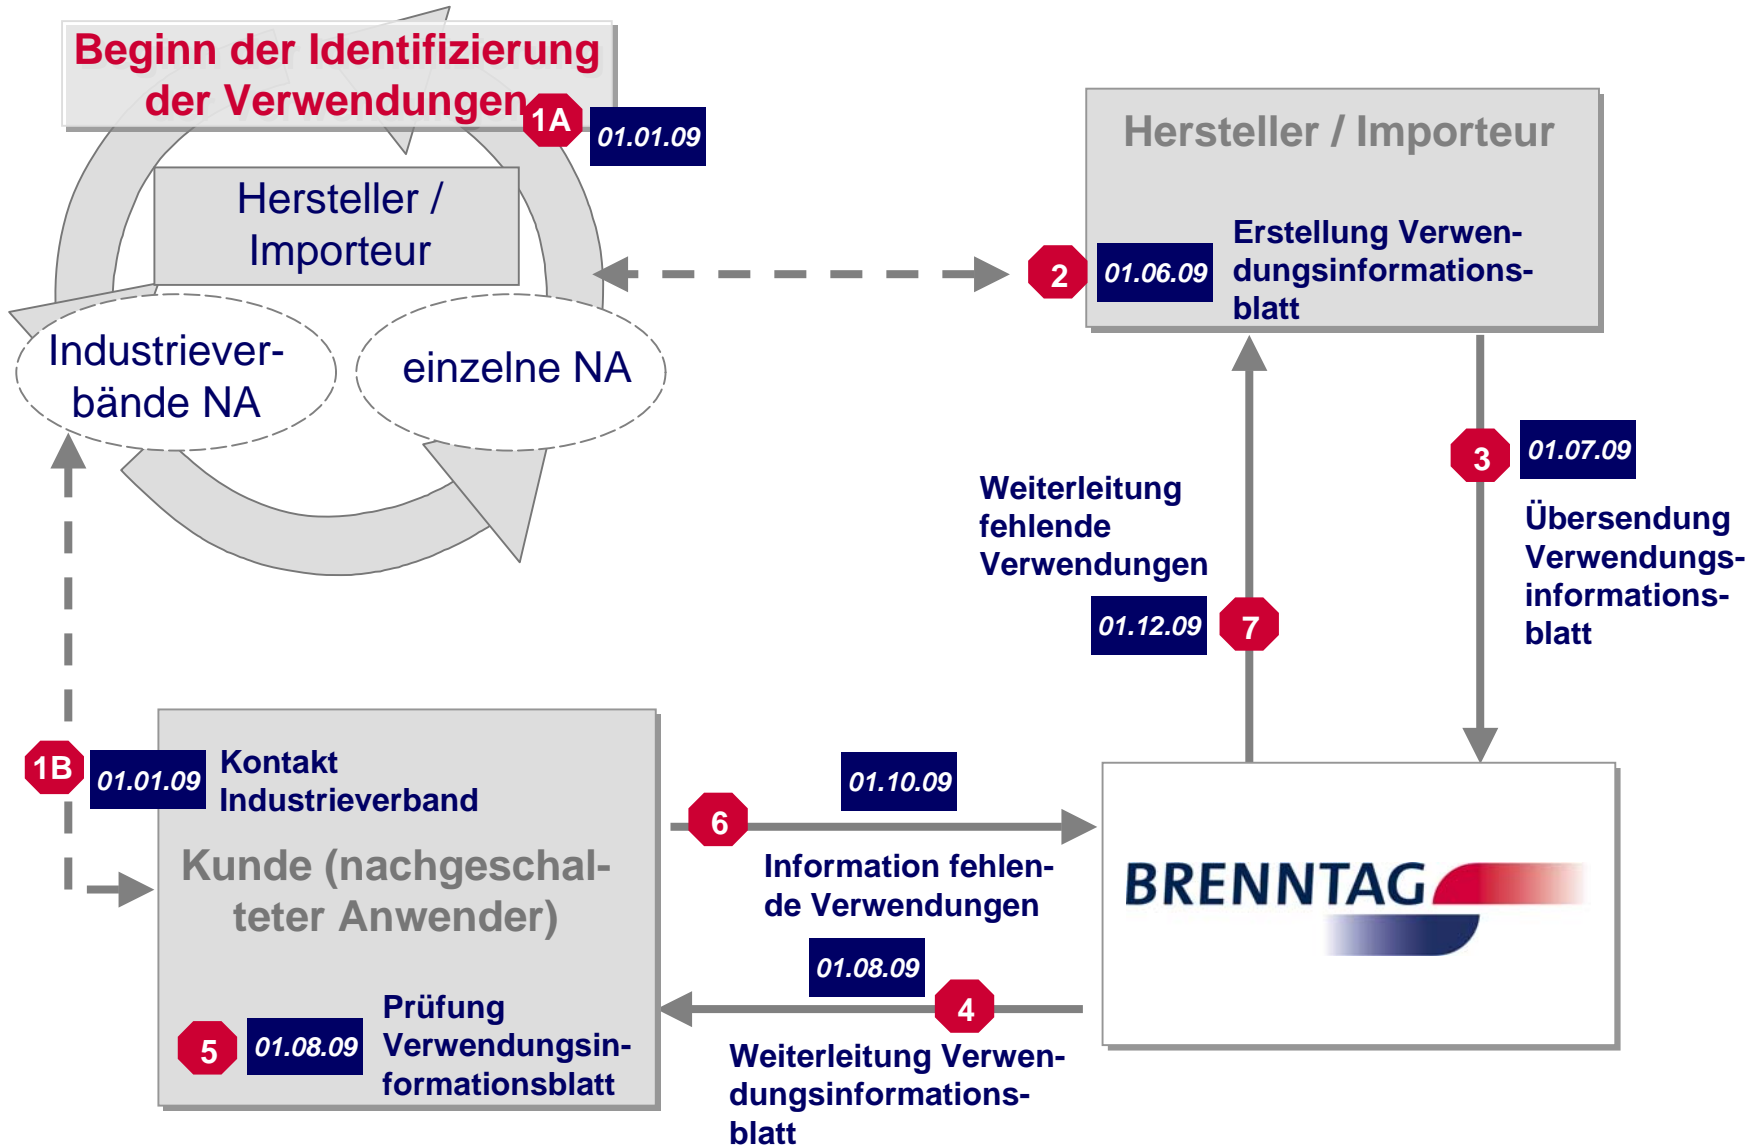 Beginn der Identifizierung
der Verwendungen
1A
01.01.09
Hersteller /
Importeur
Industriever-
bände NA
einzelne NA
Hersteller / Importeur
2
01.06.09
Erstellung Verwen-
dungsinformations-
blatt
3
01.07.09
Übersendung
Verwendungs-
informations-
blatt
Weiterleitung
fehlende
Verwendungen
01.12.09
7
1B
01.01.09
Kontakt
Industrieverband
Kunde (nachgeschal-
teter Anwender)
5
01.08.09
Prüfung
Verwendungsin-
formationsblatt
01.10.09
6
Information fehlen-
de Verwendungen
01.08.09
4
Weiterleitung Verwen-
dungsinformations-
blatt
BRENNTAG